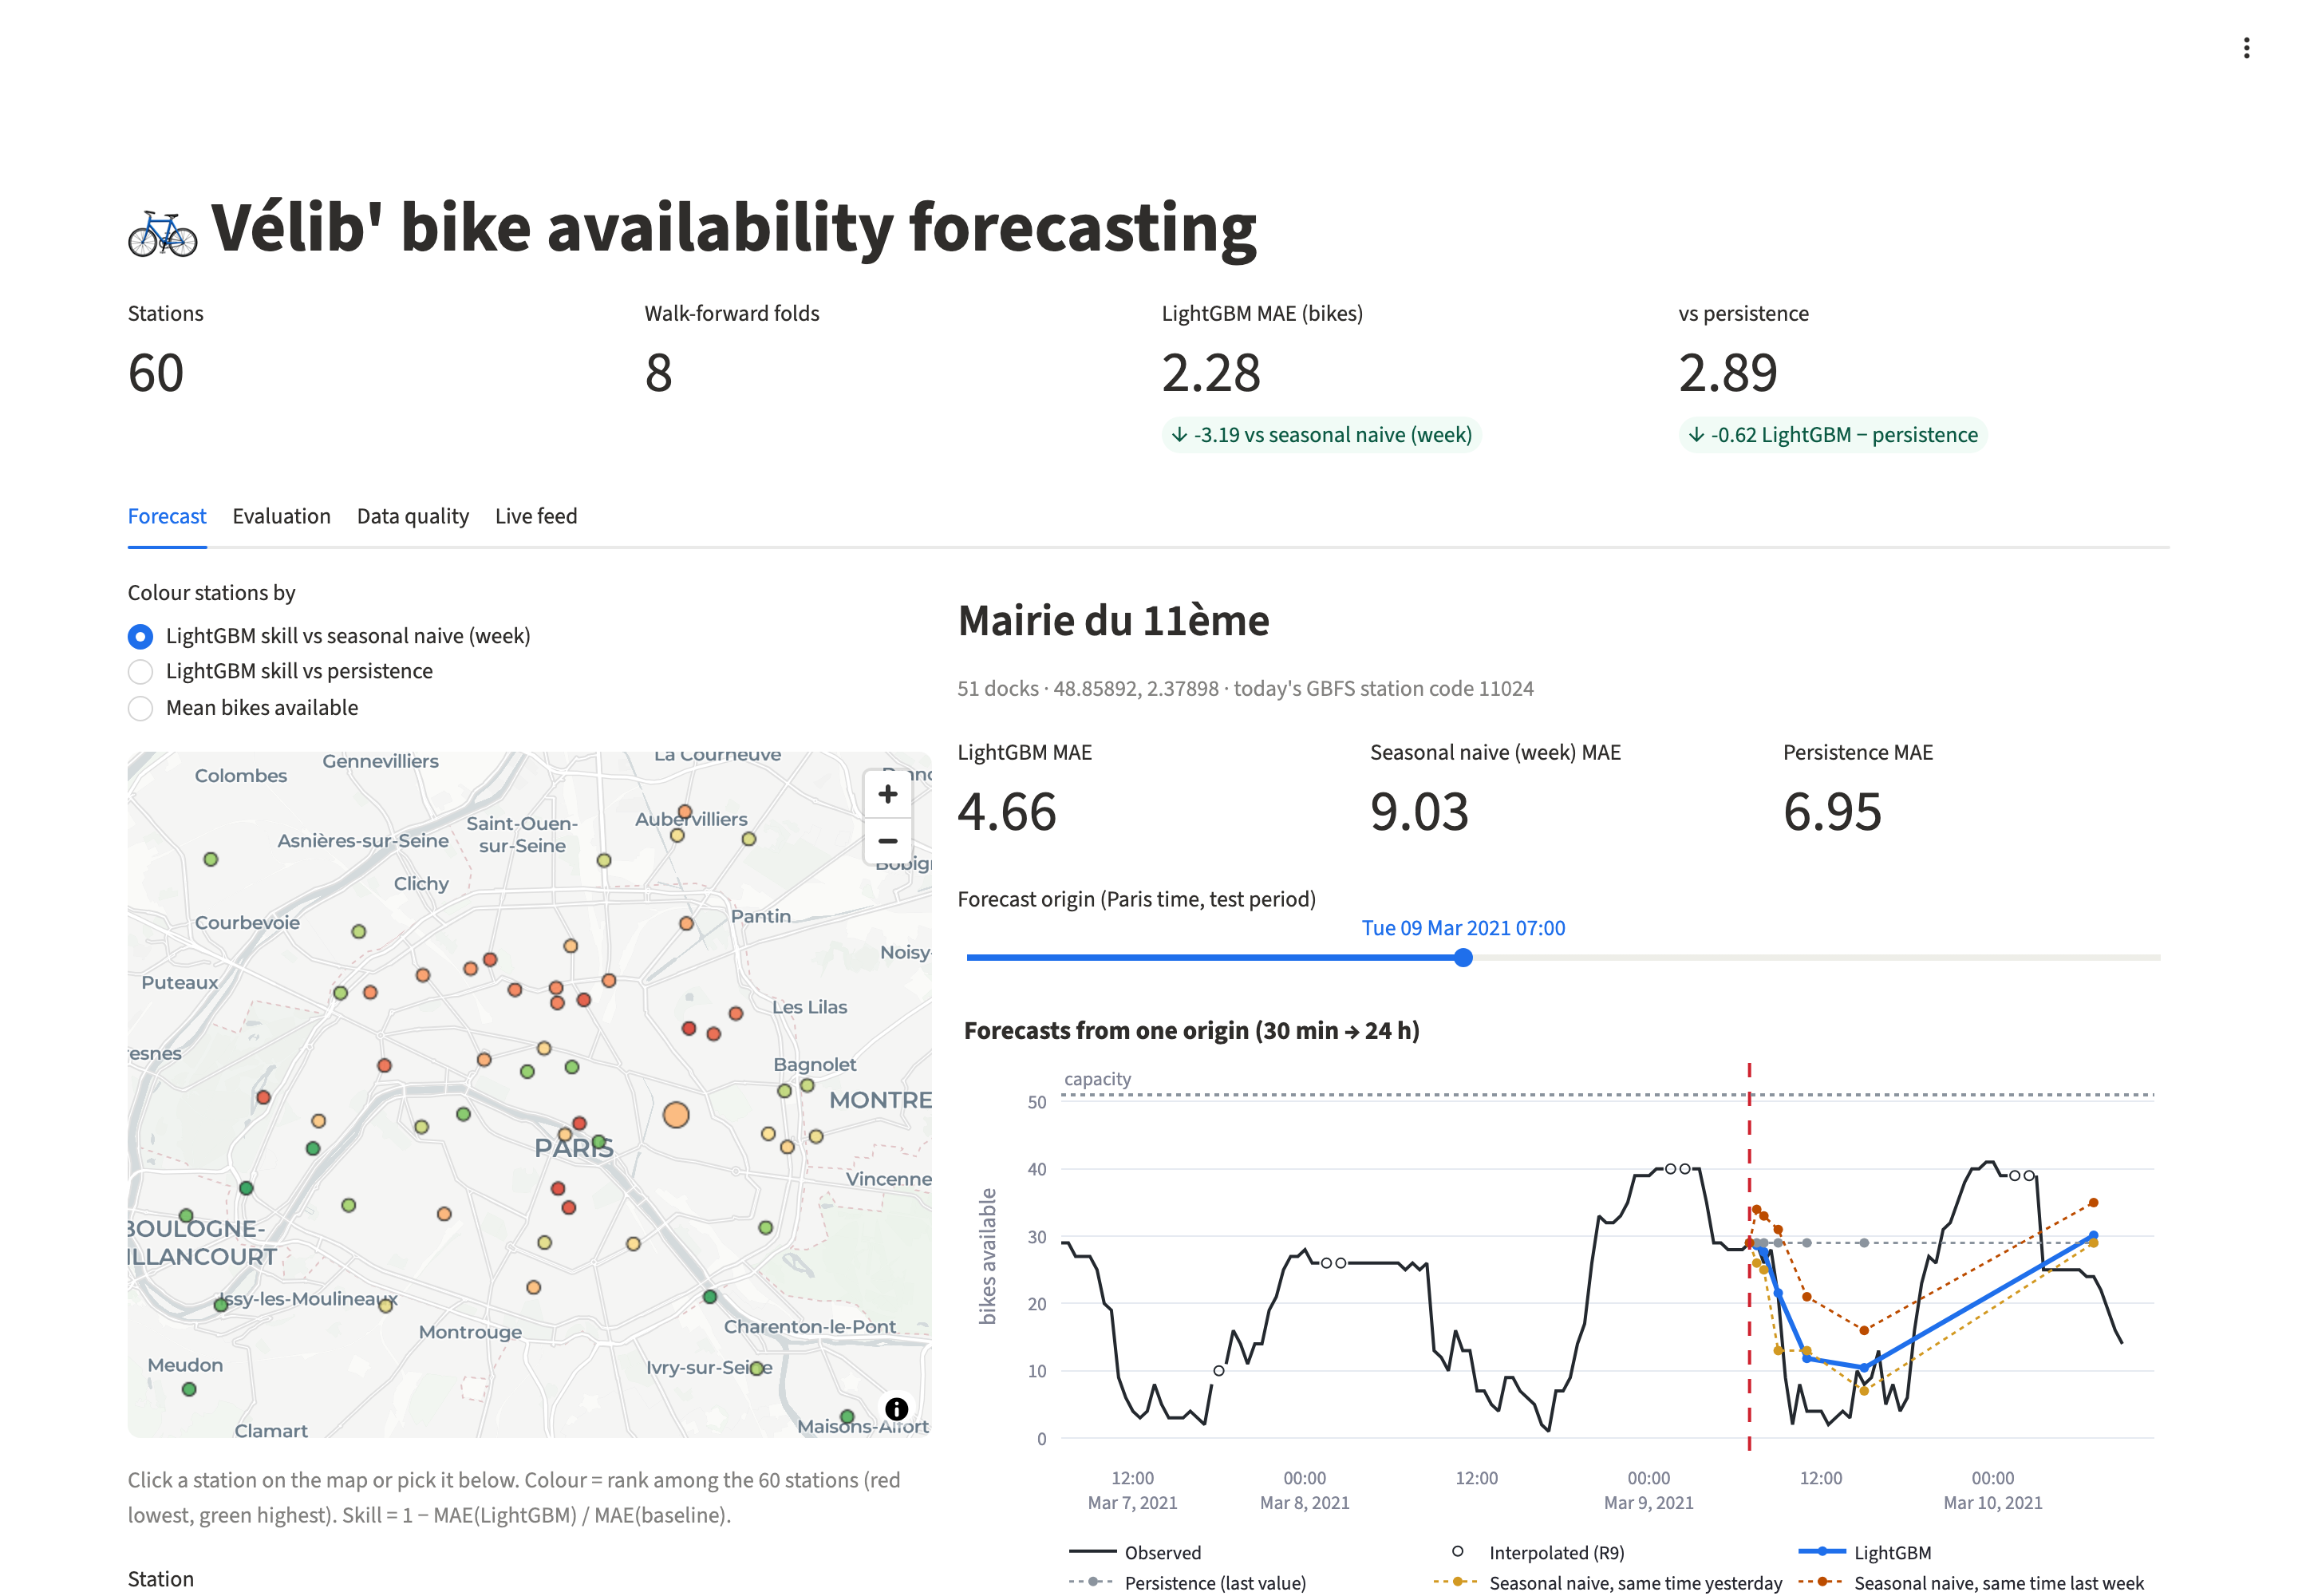 🚲 Vélib' bike availability forecasting
Stations
60
Walk-forward folds
8
LightGBM MAE (bikes)
2.28
↓ -3.19 vs seasonal naive (week)
vs persistence
2.89
↓ -0.62 LightGBM − persistence
Forecast Evaluation Data quality Live feed
Colour stations by
LightGBM skill vs seasonal naive (week)
LightGBM skill vs persistence
Mean bikes available
La Courneuve
Gennevilliers
Colombes
Aubervilliers
Saint-Ouen-
sur-Seine
Asnières-sur-Seine
Clichy
Pantin
Courbevoie
Noisy-
Puteaux
Les Lilas
resnes
Bagnolet
MONTRE
PARIS
Vincenne
BOULOGNE-
ILLANCOURT
Issy-les-Moulineaux
Montrouge
Charenton-le-Pont
Meudon
Ivry-sur-Seine
Maisons-Alfort
Clamart
+
−
Click a station on the map or pick it below. Colour = rank among the 60 stations (red
lowest, green highest). Skill = 1 − MAE(LightGBM) / MAE(baseline).
Station
Mairie du 11ème
51 docks · 48.85892, 2.37898 · today's GBFS station code 11024
LightGBM MAE
4.66
Seasonal naive (week) MAE
9.03
Persistence MAE
6.95
Forecast origin (Paris time, test period)
Tue 09 Mar 2021 07:00
Forecasts from one origin (30 min → 24 h)
capacity
50
40
30
20
10
0
bikes available
12:00 00:00 12:00 00:00 12:00 00:00
Mar 7, 2021 Mar 8, 2021 Mar 9, 2021 Mar 10, 2021
Observed Interpolated (R9) LightGBM
Persistence (last value) Seasonal naive, same time yesterday Seasonal naive, same time last week